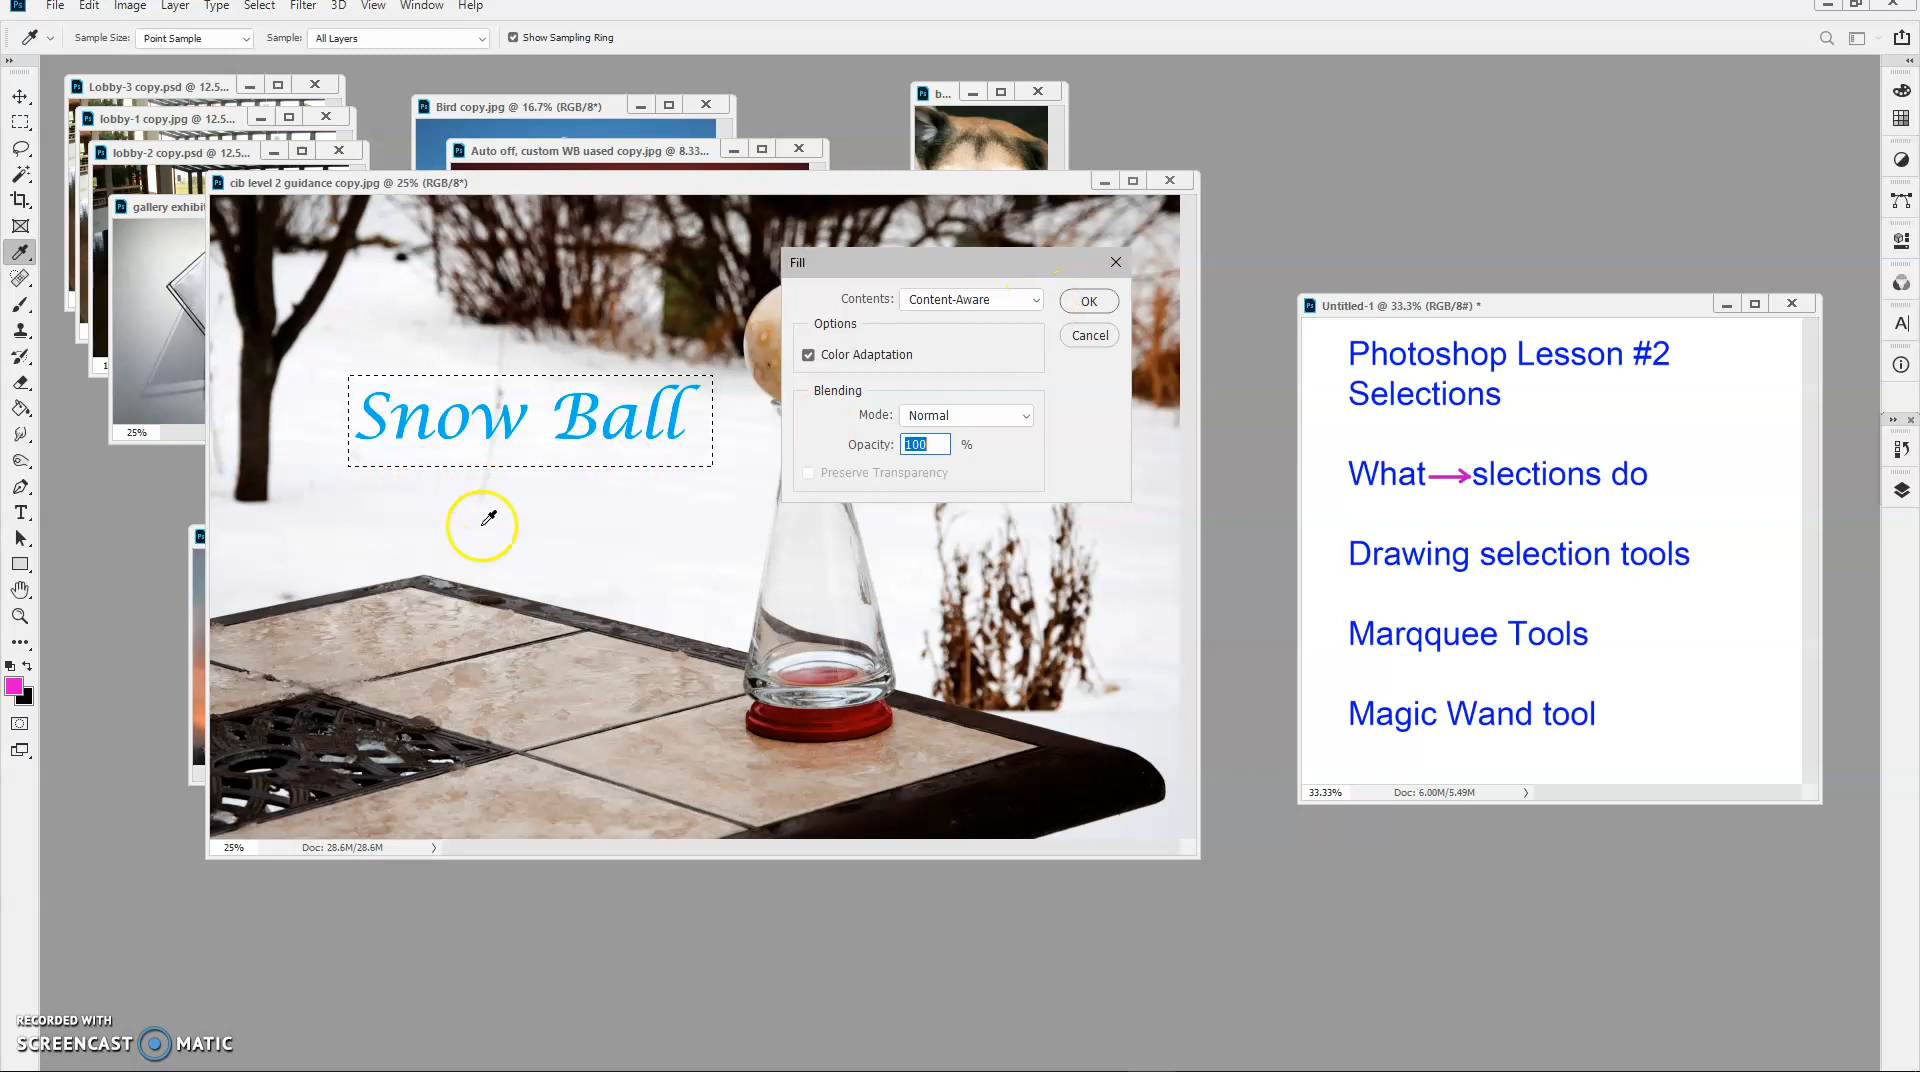 Ps File Edit Image Layer Type Select Filter 3D View Window Help
Sample Size: Point Sample Sample: All Layers Show Sampling Ring
Lobby-3 copy.psd @ 12.5...
lobby-1 copy.jpg @ 12.5...
lobby-2 copy.psd @ 12.5...
gallery exhibit
25%
Bird copy.jpg @ 16.7% (RGB/8*)
Auto off, custom WB uased copy.jpg @ 8.33...
b...
cib level 2 guidance copy.jpg @ 25% (RGB/8*)
Snow Ball
Fill
Contents: Content-Aware
OK
Options
Cancel
Color Adaptation
Blending
Mode: Normal
Opacity: 100 %
Preserve Transparency
25% Doc: 28.6M/28.6M
Untitled-1 @ 33.3% (RGB/8#) *
Photoshop Lesson #2
Selections
What slections do
Drawing selection tools
Marqquee Tools
Magic Wand tool
33.33% Doc: 6.00M/5.49M
RECORDED WITH
SCREENCAST MATIC